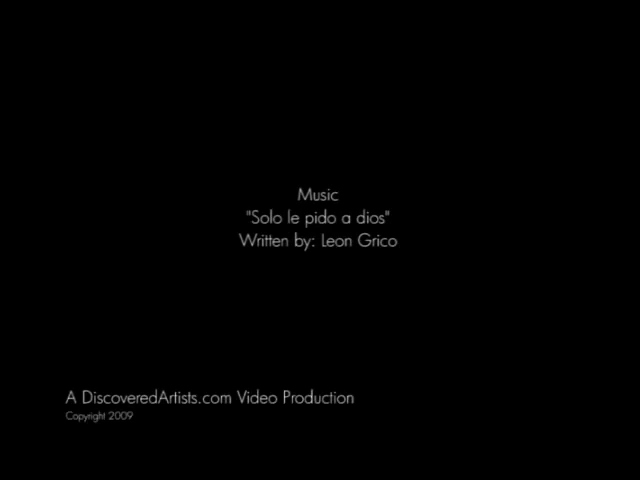 Music
"Solo le pido a dios"
Written by: Leon Grico
A DiscoveredArtists.com Video Production
Copyright 2009